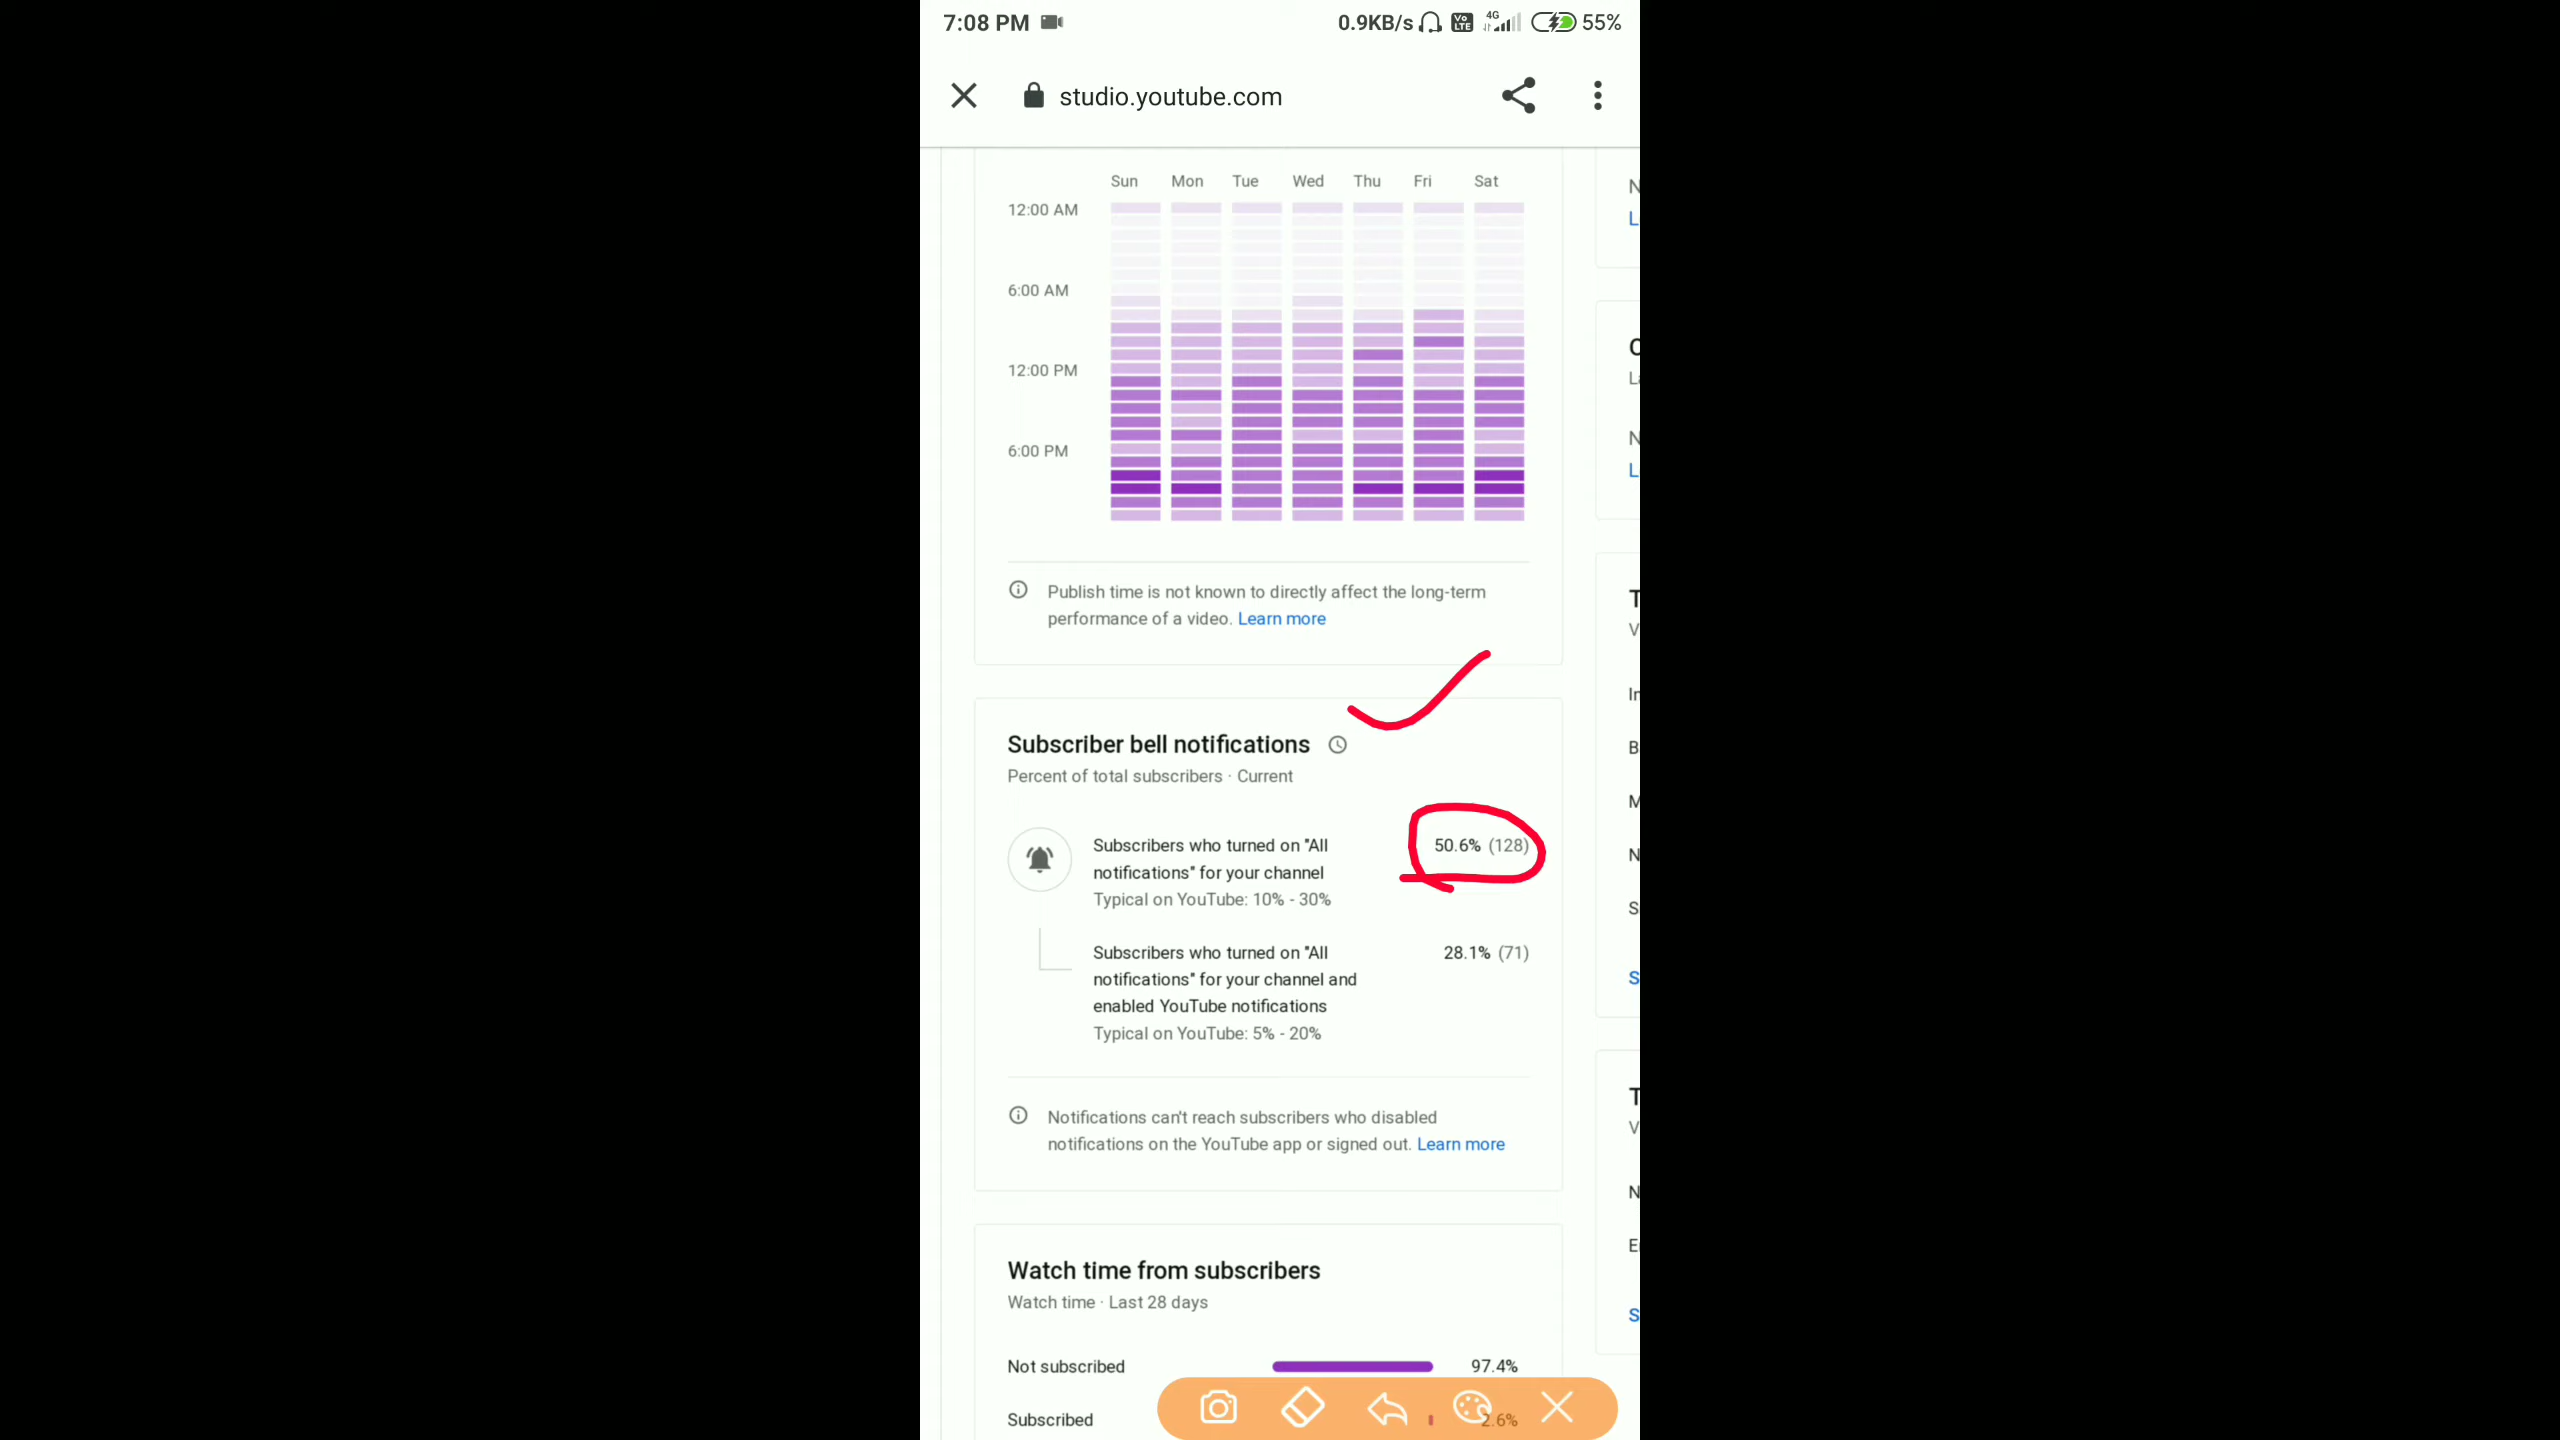 7:08 PM 0.9KB/s Vo LTE 4G 55%
studio.youtube.com
Sun Mon Tue Wed Thu Fri Sat
12:00 AM
6:00 AM
12:00 PM
6:00 PM
Publish time is not known to directly affect the long-term
performance of a video. Learn more
Subscriber bell notifications
Percent of total subscribers · Current
Subscribers who turned on "All 50.6% (128)
notifications" for your channel
Typical on YouTube: 10% - 30%
Subscribers who turned on "All 28.1% (71)
notifications" for your channel and
enabled YouTube notifications
Typical on YouTube: 5% - 20%
Notifications can't reach subscribers who disabled
notifications on the YouTube app or signed out. Learn more
Watch time from subscribers
Watch time · Last 28 days
Not subscribed 97.4%
Subscribed 2.6%